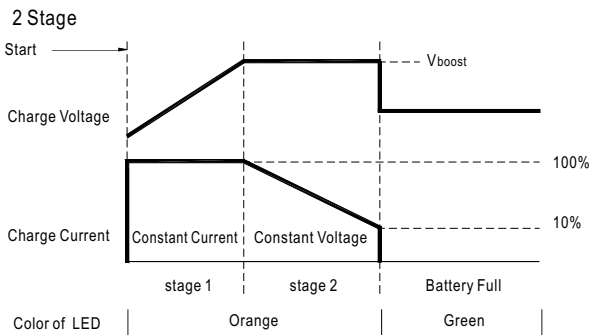 2 Stage
Start
Vboost
Charge Voltage
100%
10%
Charge Current
Constant Current
Constant Voltage
stage 1
stage 2
Battery Full
Color of LED
Orange
Green